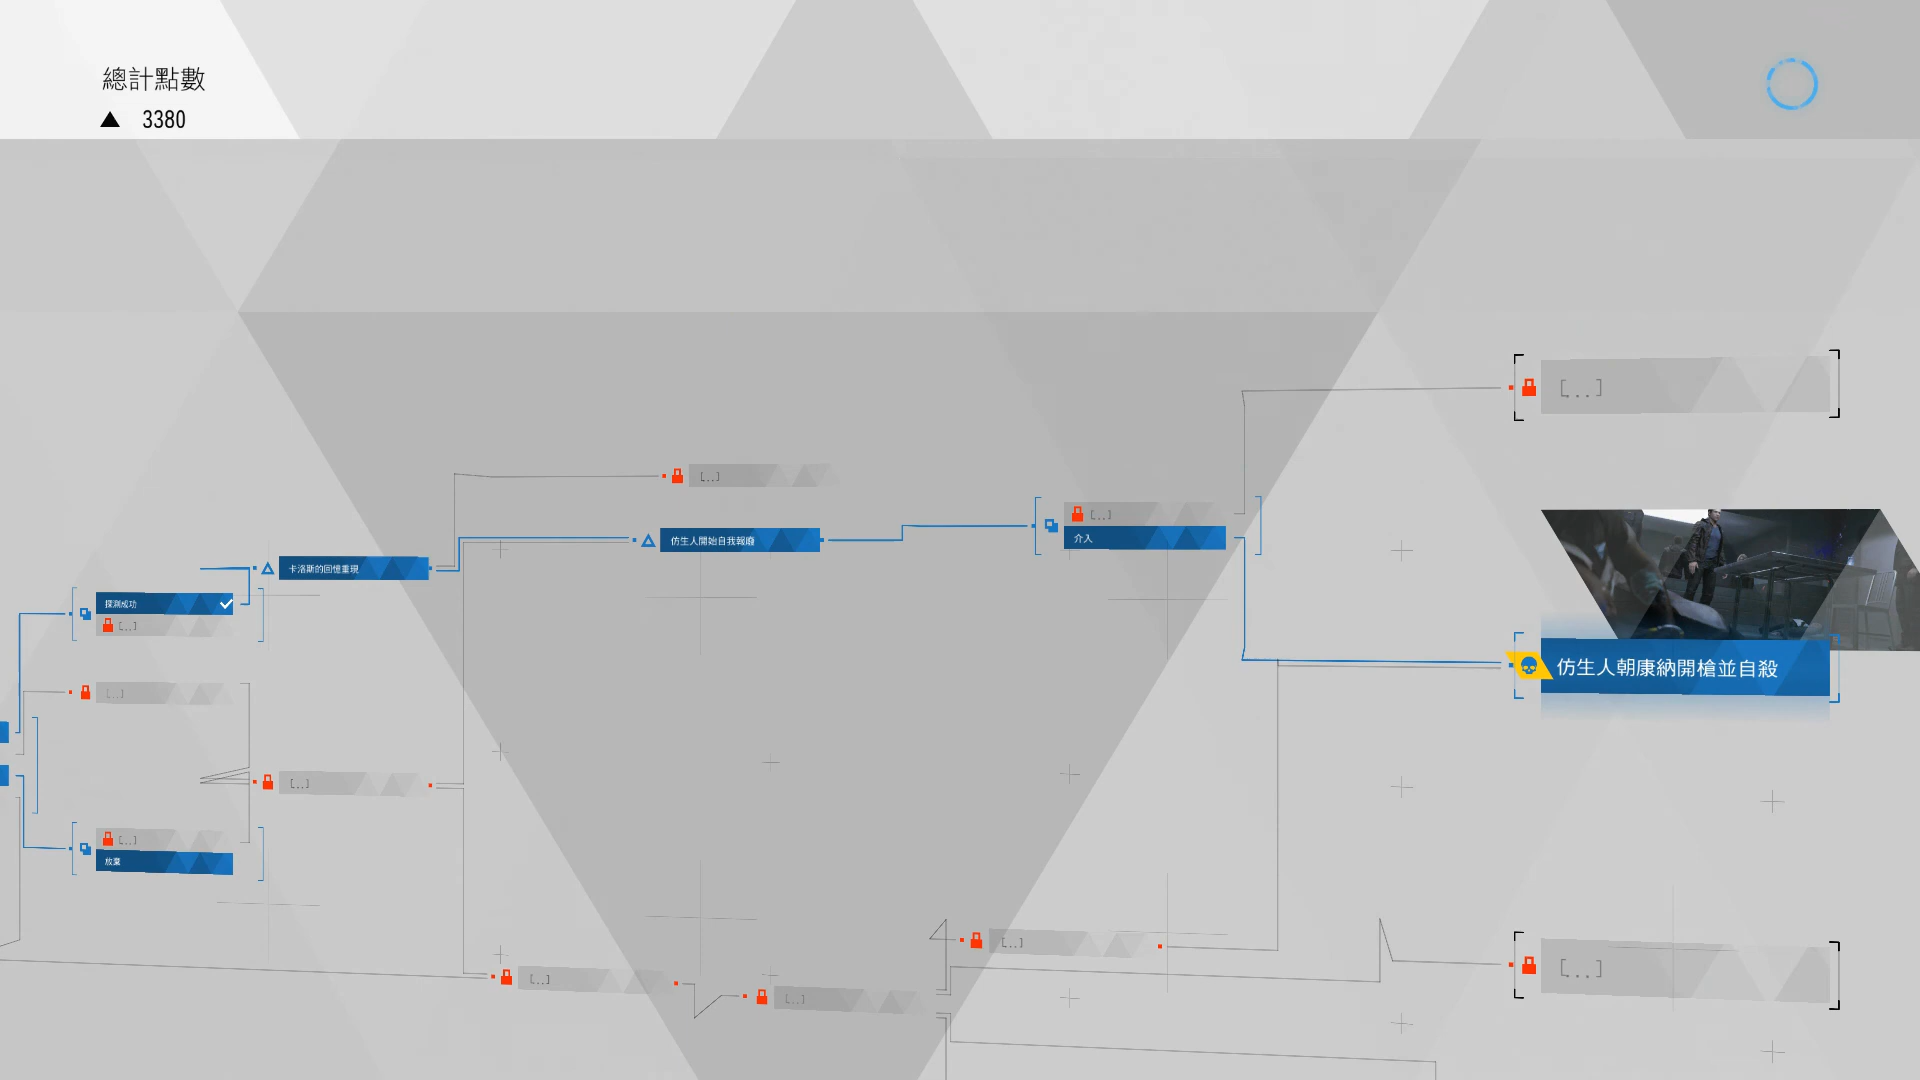 總計點數
3380
[...]
[...]
[...]
仿生人開始自我報廢
介入
卡洛斯的回憶重現
探測成功
[...]
仿生人朝康納開槍並自殺
[...]
[...]
[...]
放棄
[...]
[...]
[...]
[...]